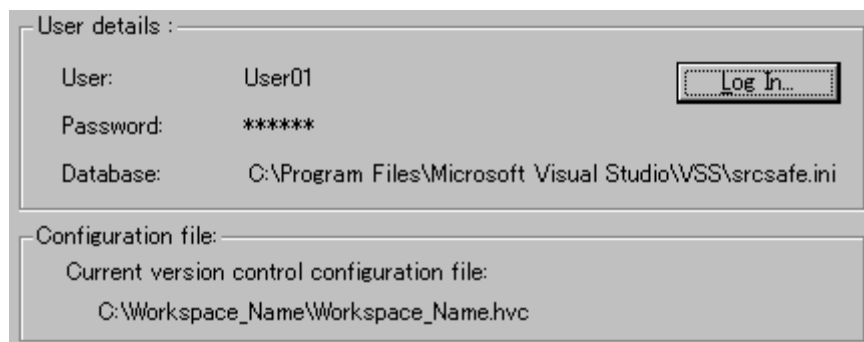 User details :
User: User01 Log In...
Password: ******
Database: C:\Program Files\Microsoft Visual Studio\VSS\srcsafe.ini
Configuration file:
Current version control configuration file:
C:\Workspace_Name\Workspace_Name.hvc